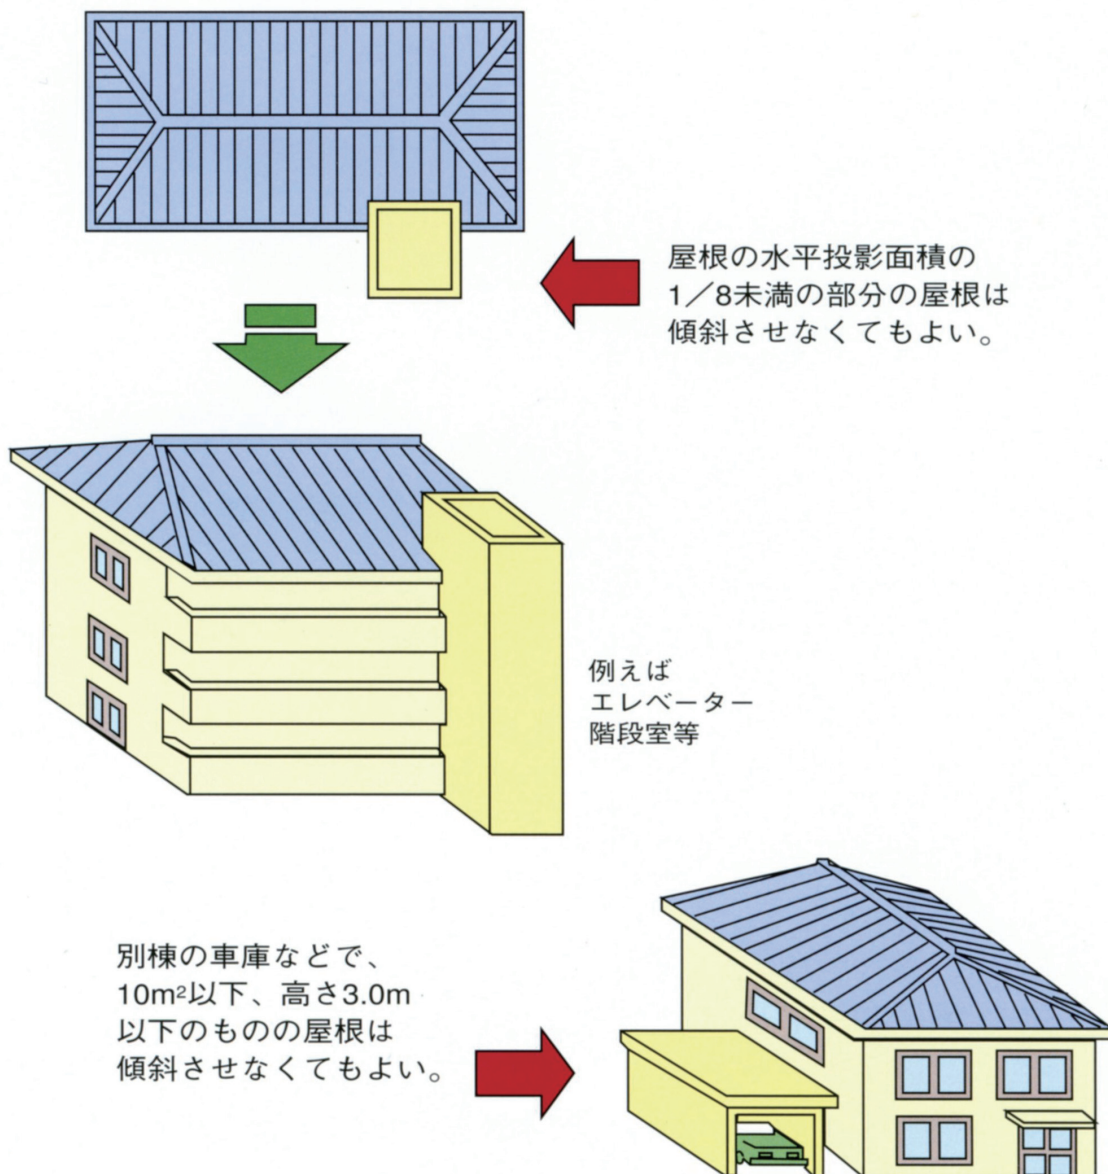 屋根の水平投影面積の
1／8未満の部分の屋根は
傾斜させなくてもよい。
例えば
エレベーター
階段室等
別棟の車庫などで、
10m²以下、高さ3.0m
以下のものの屋根は
傾斜させなくてもよい。